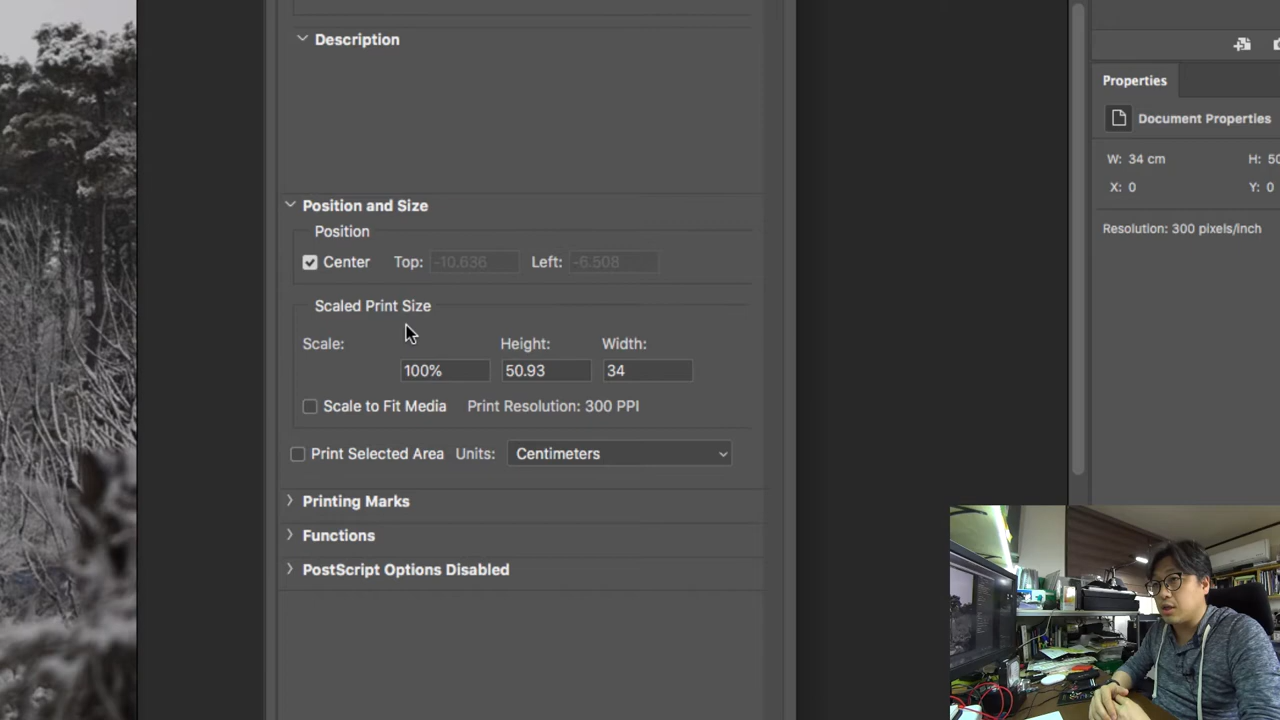 Description
Position and Size
Position
Center Top: -10.636 Left: -6.508
Scaled Print Size
Scale: Height: Width:
100% 50.93 34
Scale to Fit Media Print Resolution: 300 PPI
Print Selected Area Units: Centimeters
Printing Marks
Functions
PostScript Options Disabled
Properties
Document Properties
W: 34 cm H: 50
X: 0 Y: 0
Resolution: 300 pixels/inch